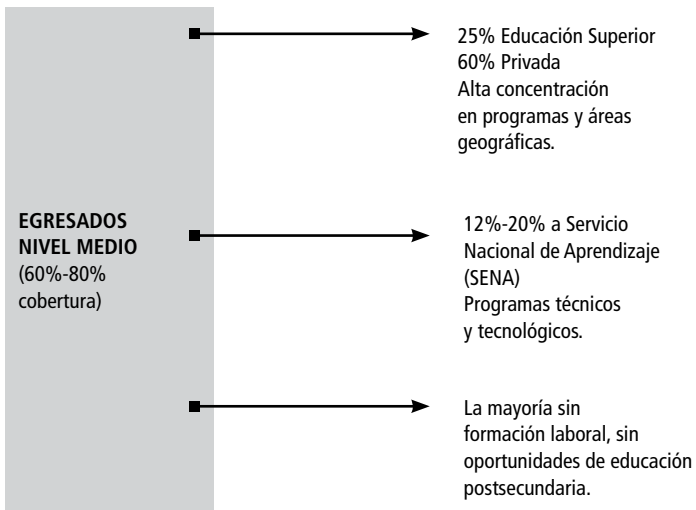 EGRESADOS
NIVEL MEDIO
(60%-80%
cobertura)
25% Educación Superior
60% Privada
Alta concentración
en programas y áreas
geográficas.
12%-20% a Servicio
Nacional de Aprendizaje
(SENA)
Programas técnicos
y tecnológicos.
La mayoría sin
formación laboral, sin
oportunidades de educación
postsecundaria.